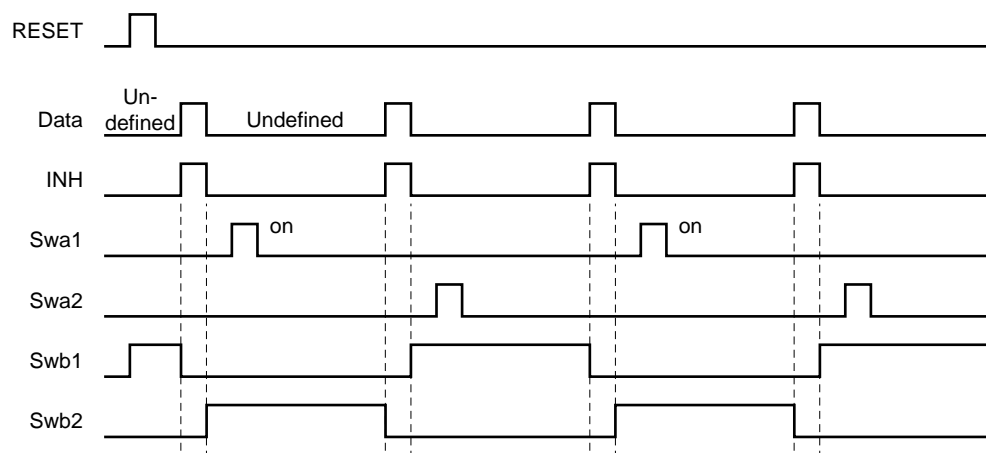 RESET
Un-
defined
Undefined
Data
INH
on
on
Swa1
Swa2
Swb1
Swb2